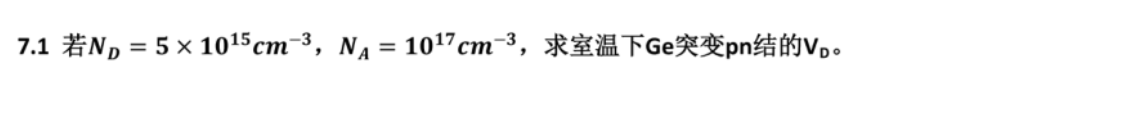 7.1 若N_D = 5 × 10^15 cm^-3, N_A = 10^17 cm^-3, 求室温下Ge突变pn结的V_D。